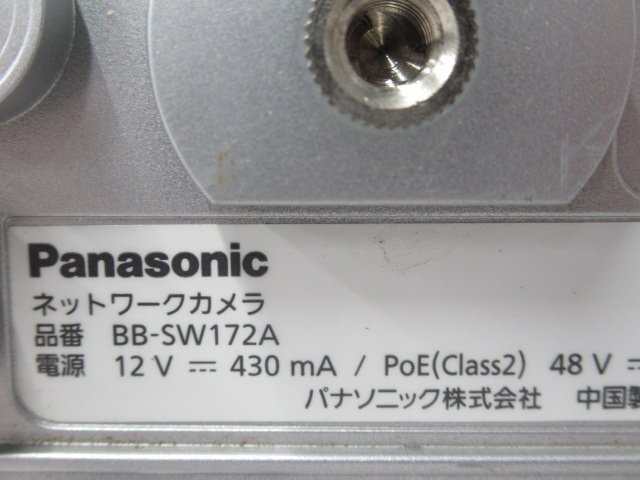 Panasonic
ネットワークカメラ
品番 BB-SW172A
電源 12 V ⎓ 430 mA / PoE(Class2) 48 V
パナソニック株式会社 中国製